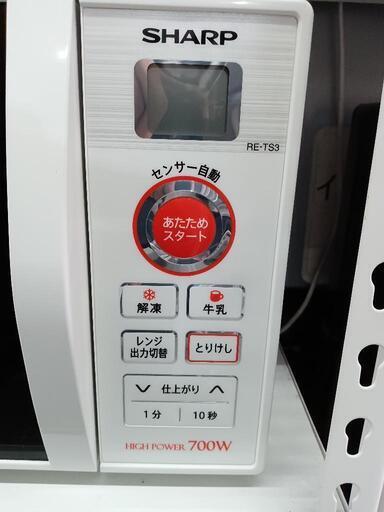 SHARP
RE-TS3
センサー自動
あたため
スタート
解凍
牛乳
レンジ
出力切替
とりけし
仕上がり
1分
10秒
HIGH POWER 700W
イ